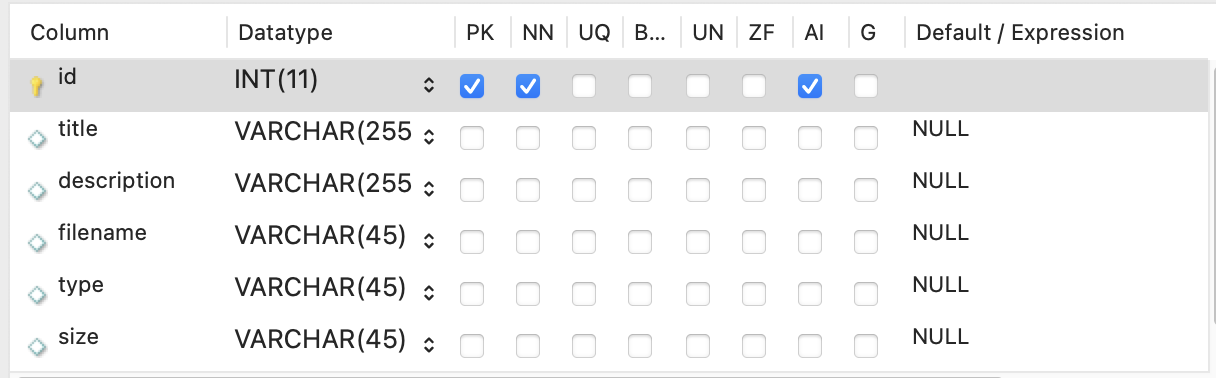 Column Datatype PK NN UQ B... UN ZF AI G Default / Expression
id INT(11)
title VARCHAR(255 NULL
description VARCHAR(255 NULL
filename VARCHAR(45) NULL
type VARCHAR(45) NULL
size VARCHAR(45) NULL